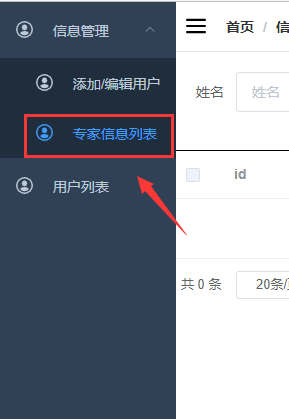 信息管理
首页 / 信
添加/编辑用户
姓名 姓名
专家信息列表
id
用户列表
共 0 条 20条/